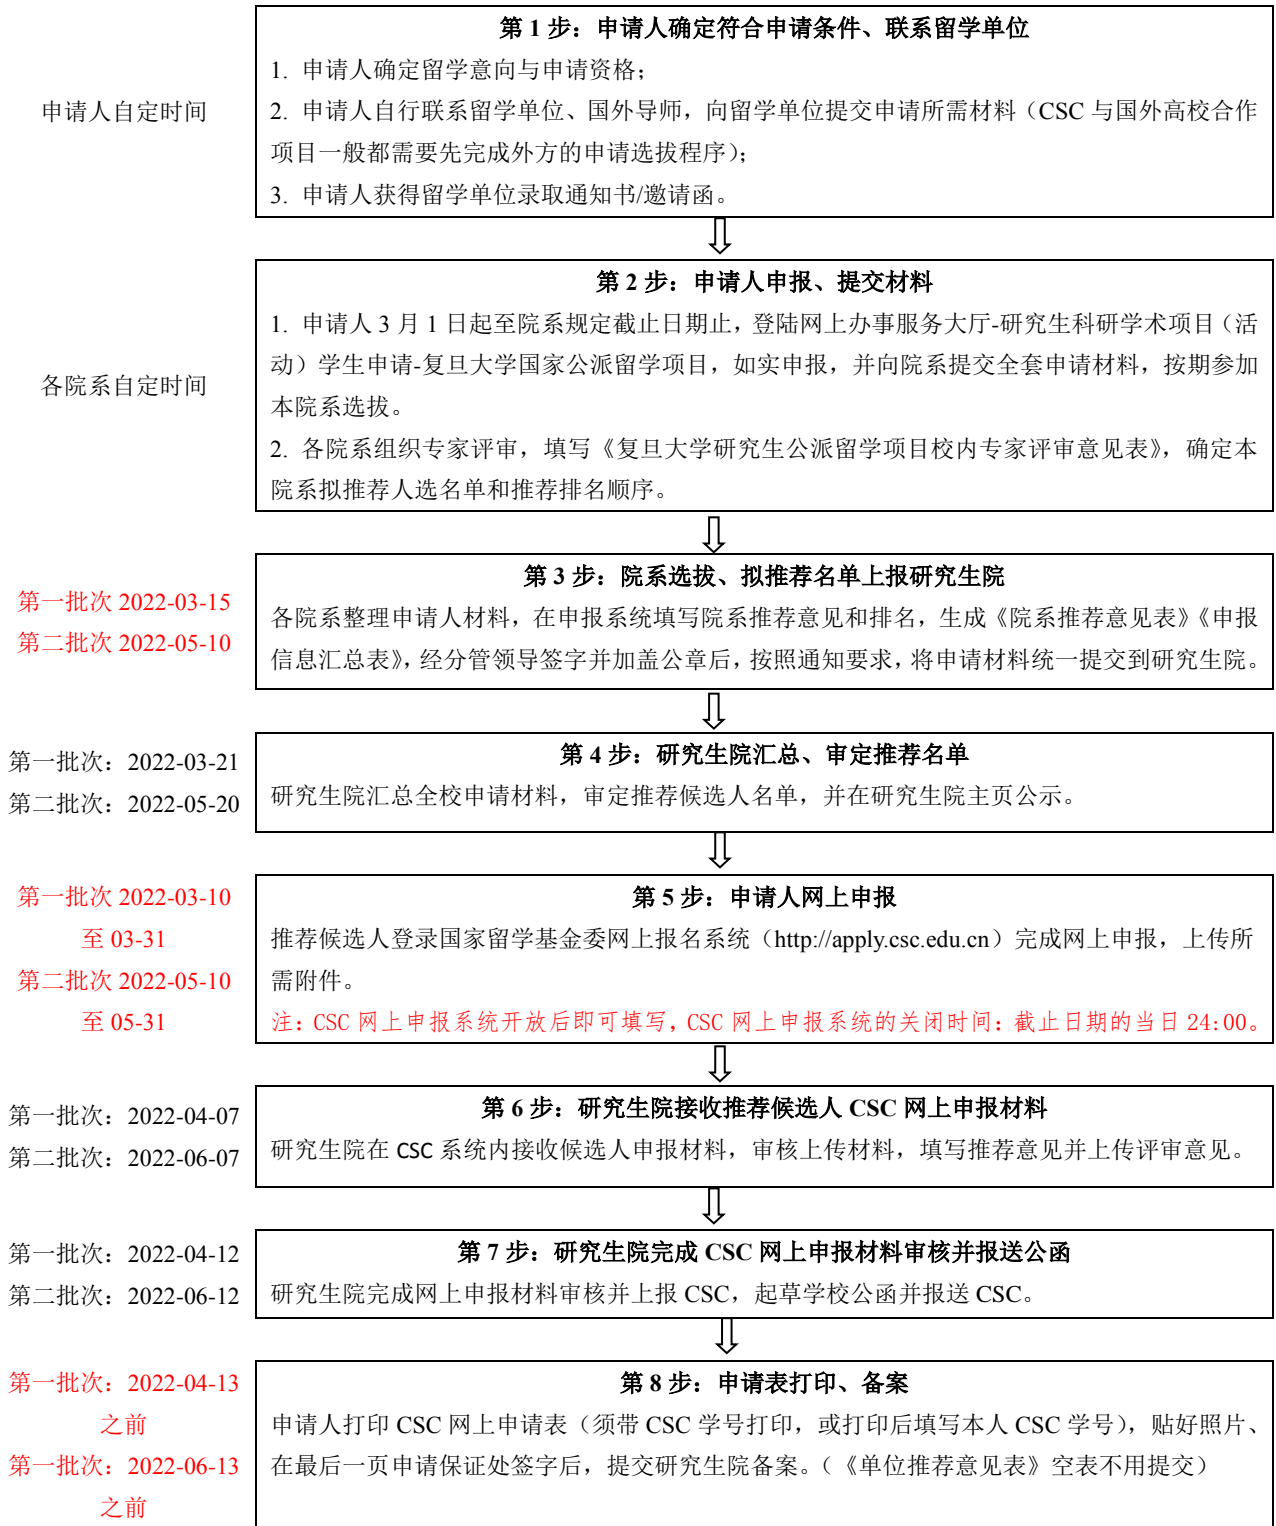 第 1 步：申请人确定符合申请条件、联系留学单位
申请人自定时间
1. 申请人确定留学意向与申请资格；
2. 申请人自行联系留学单位、国外导师，向留学单位提交申请所需材料（CSC 与国外高校合作
项目一般都需要先完成外方的申请选拔程序）；
3. 申请人获得留学单位录取通知书/邀请函。
第 2 步：申请人申报、提交材料
各院系自定时间
1. 申请人 3 月 1 日起至院系规定截止日期止，登陆网上办事服务大厅-研究生科研学术项目（活
动）学生申请-复旦大学国家公派留学项目，如实申报，并向院系提交全套申请材料，按期参加
本院系选拔。
2. 各院系组织专家评审，填写《复旦大学研究生公派留学项目校内专家评审意见表》，确定本
院系拟推荐人选名单和推荐排名顺序。
第一批次 2022-03-15
第二批次 2022-05-10
第 3 步：院系选拔、拟推荐名单上报研究生院
各院系整理申请人材料，在申报系统填写院系推荐意见和排名，生成《院系推荐意见表》《申报
信息汇总表》，经分管领导签字并加盖公章后，按照通知要求，将申请材料统一提交到研究生院。
第一批次：2022-03-21
第二批次：2022-05-20
第 4 步：研究生院汇总、审定推荐名单
研究生院汇总全校申请材料，审定推荐候选人名单，并在研究生院主页公示。
第一批次 2022-03-10
至 03-31
第二批次 2022-05-10
至 05-31
第 5 步：申请人网上申报
推荐候选人登录国家留学基金委网上报名系统（http://apply.csc.edu.cn）完成网上申报，上传所
需附件。
注：CSC 网上申报系统开放后即可填写，CSC 网上申报系统的关闭时间：截止日期的当日 24:00。
第一批次：2022-04-07
第二批次：2022-06-07
第 6 步：研究生院接收推荐候选人 CSC 网上申报材料
研究生院在 CSC 系统内接收候选人申报材料，审核上传材料，填写推荐意见并上传评审意见。
第一批次：2022-04-12
第二批次：2022-06-12
第 7 步：研究生院完成 CSC 网上申报材料审核并报送公函
研究生院完成网上申报材料审核并上报 CSC，起草学校公函并报送 CSC。
第一批次：2022-04-13
之前
第一批次：2022-06-13
之前
第 8 步：申请表打印、备案
申请人打印 CSC 网上申请表（须带 CSC 学号打印，或打印后填写本人 CSC 学号），贴好照片、
在最后一页申请保证处签字后，提交研究生院备案。（《单位推荐意见表》空表不用提交）